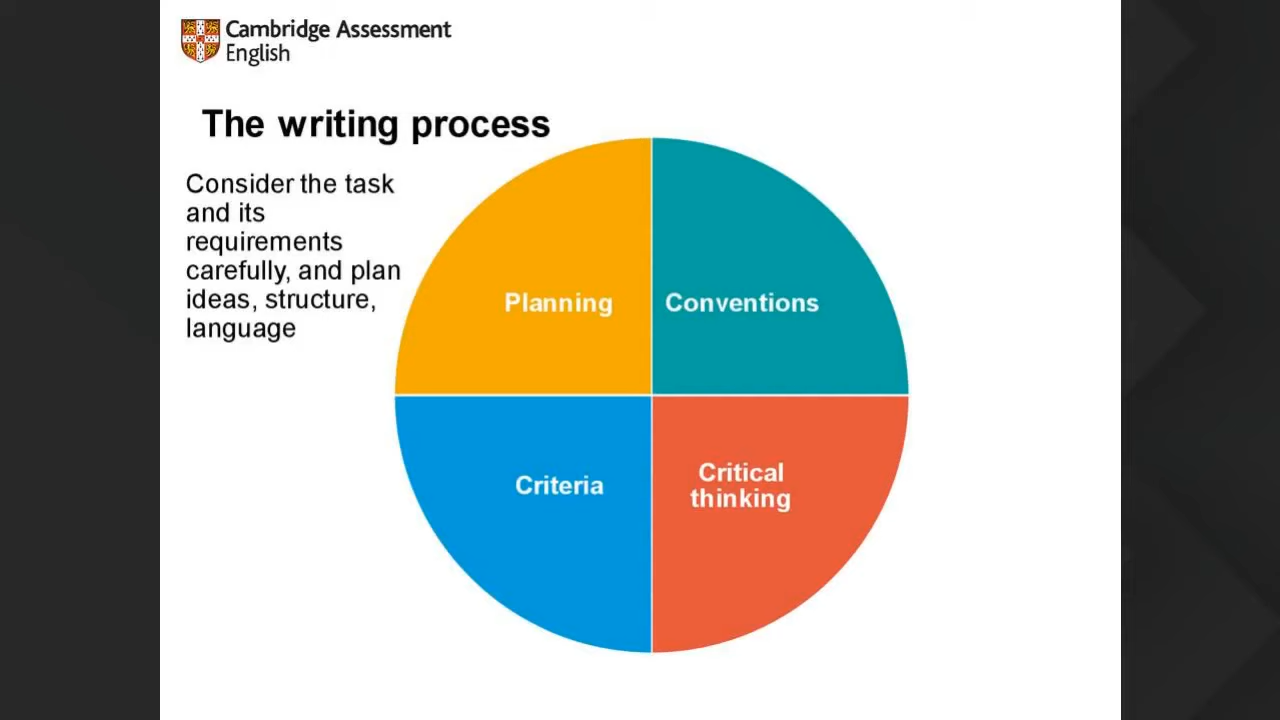 Cambridge Assessment
English
The writing process
Consider the task
and its
requirements
carefully, and plan
ideas, structure,
language
Planning
Conventions
Criteria
Critical
thinking